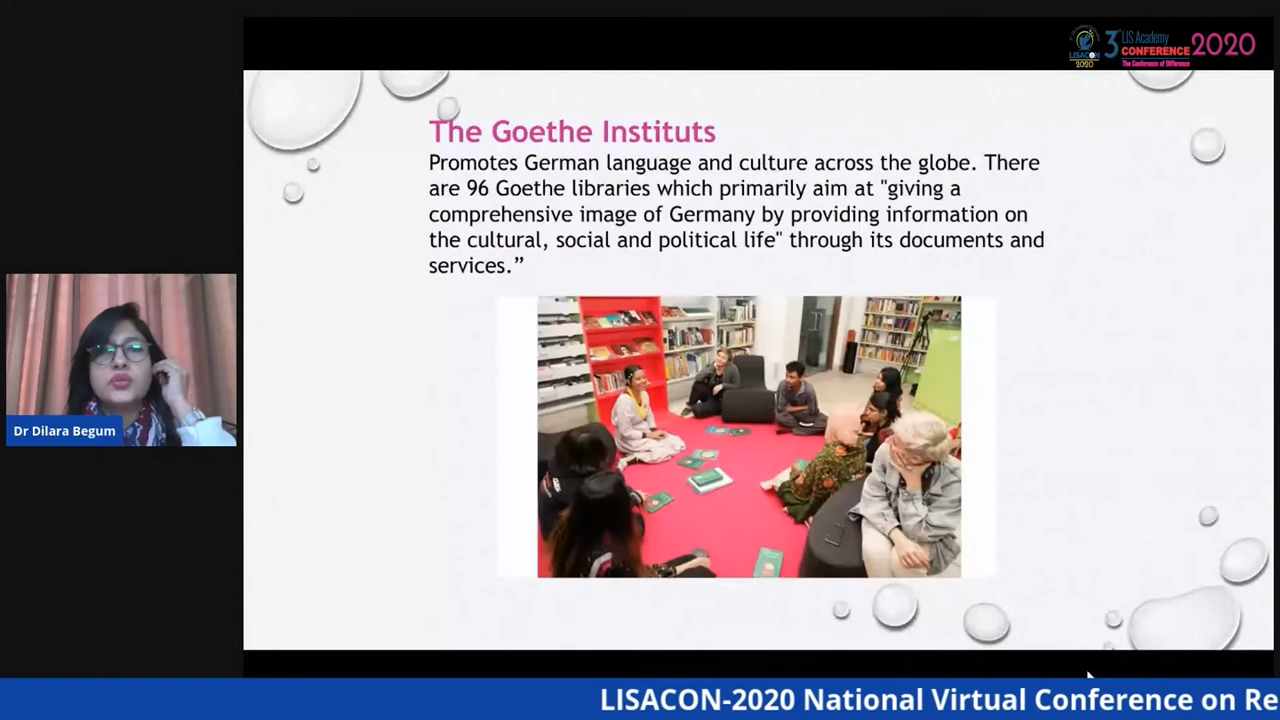 LISACON
2020
3rd LIS Academy
CONFERENCE 2020
The Conference of Difference
The Goethe Instituts
Promotes German language and culture across the globe. There
are 96 Goethe libraries which primarily aim at "giving a
comprehensive image of Germany by providing information on
the cultural, social and political life" through its documents and
services.”
Dr Dilara Begum
LISACON-2020 National Virtual Conference on Re